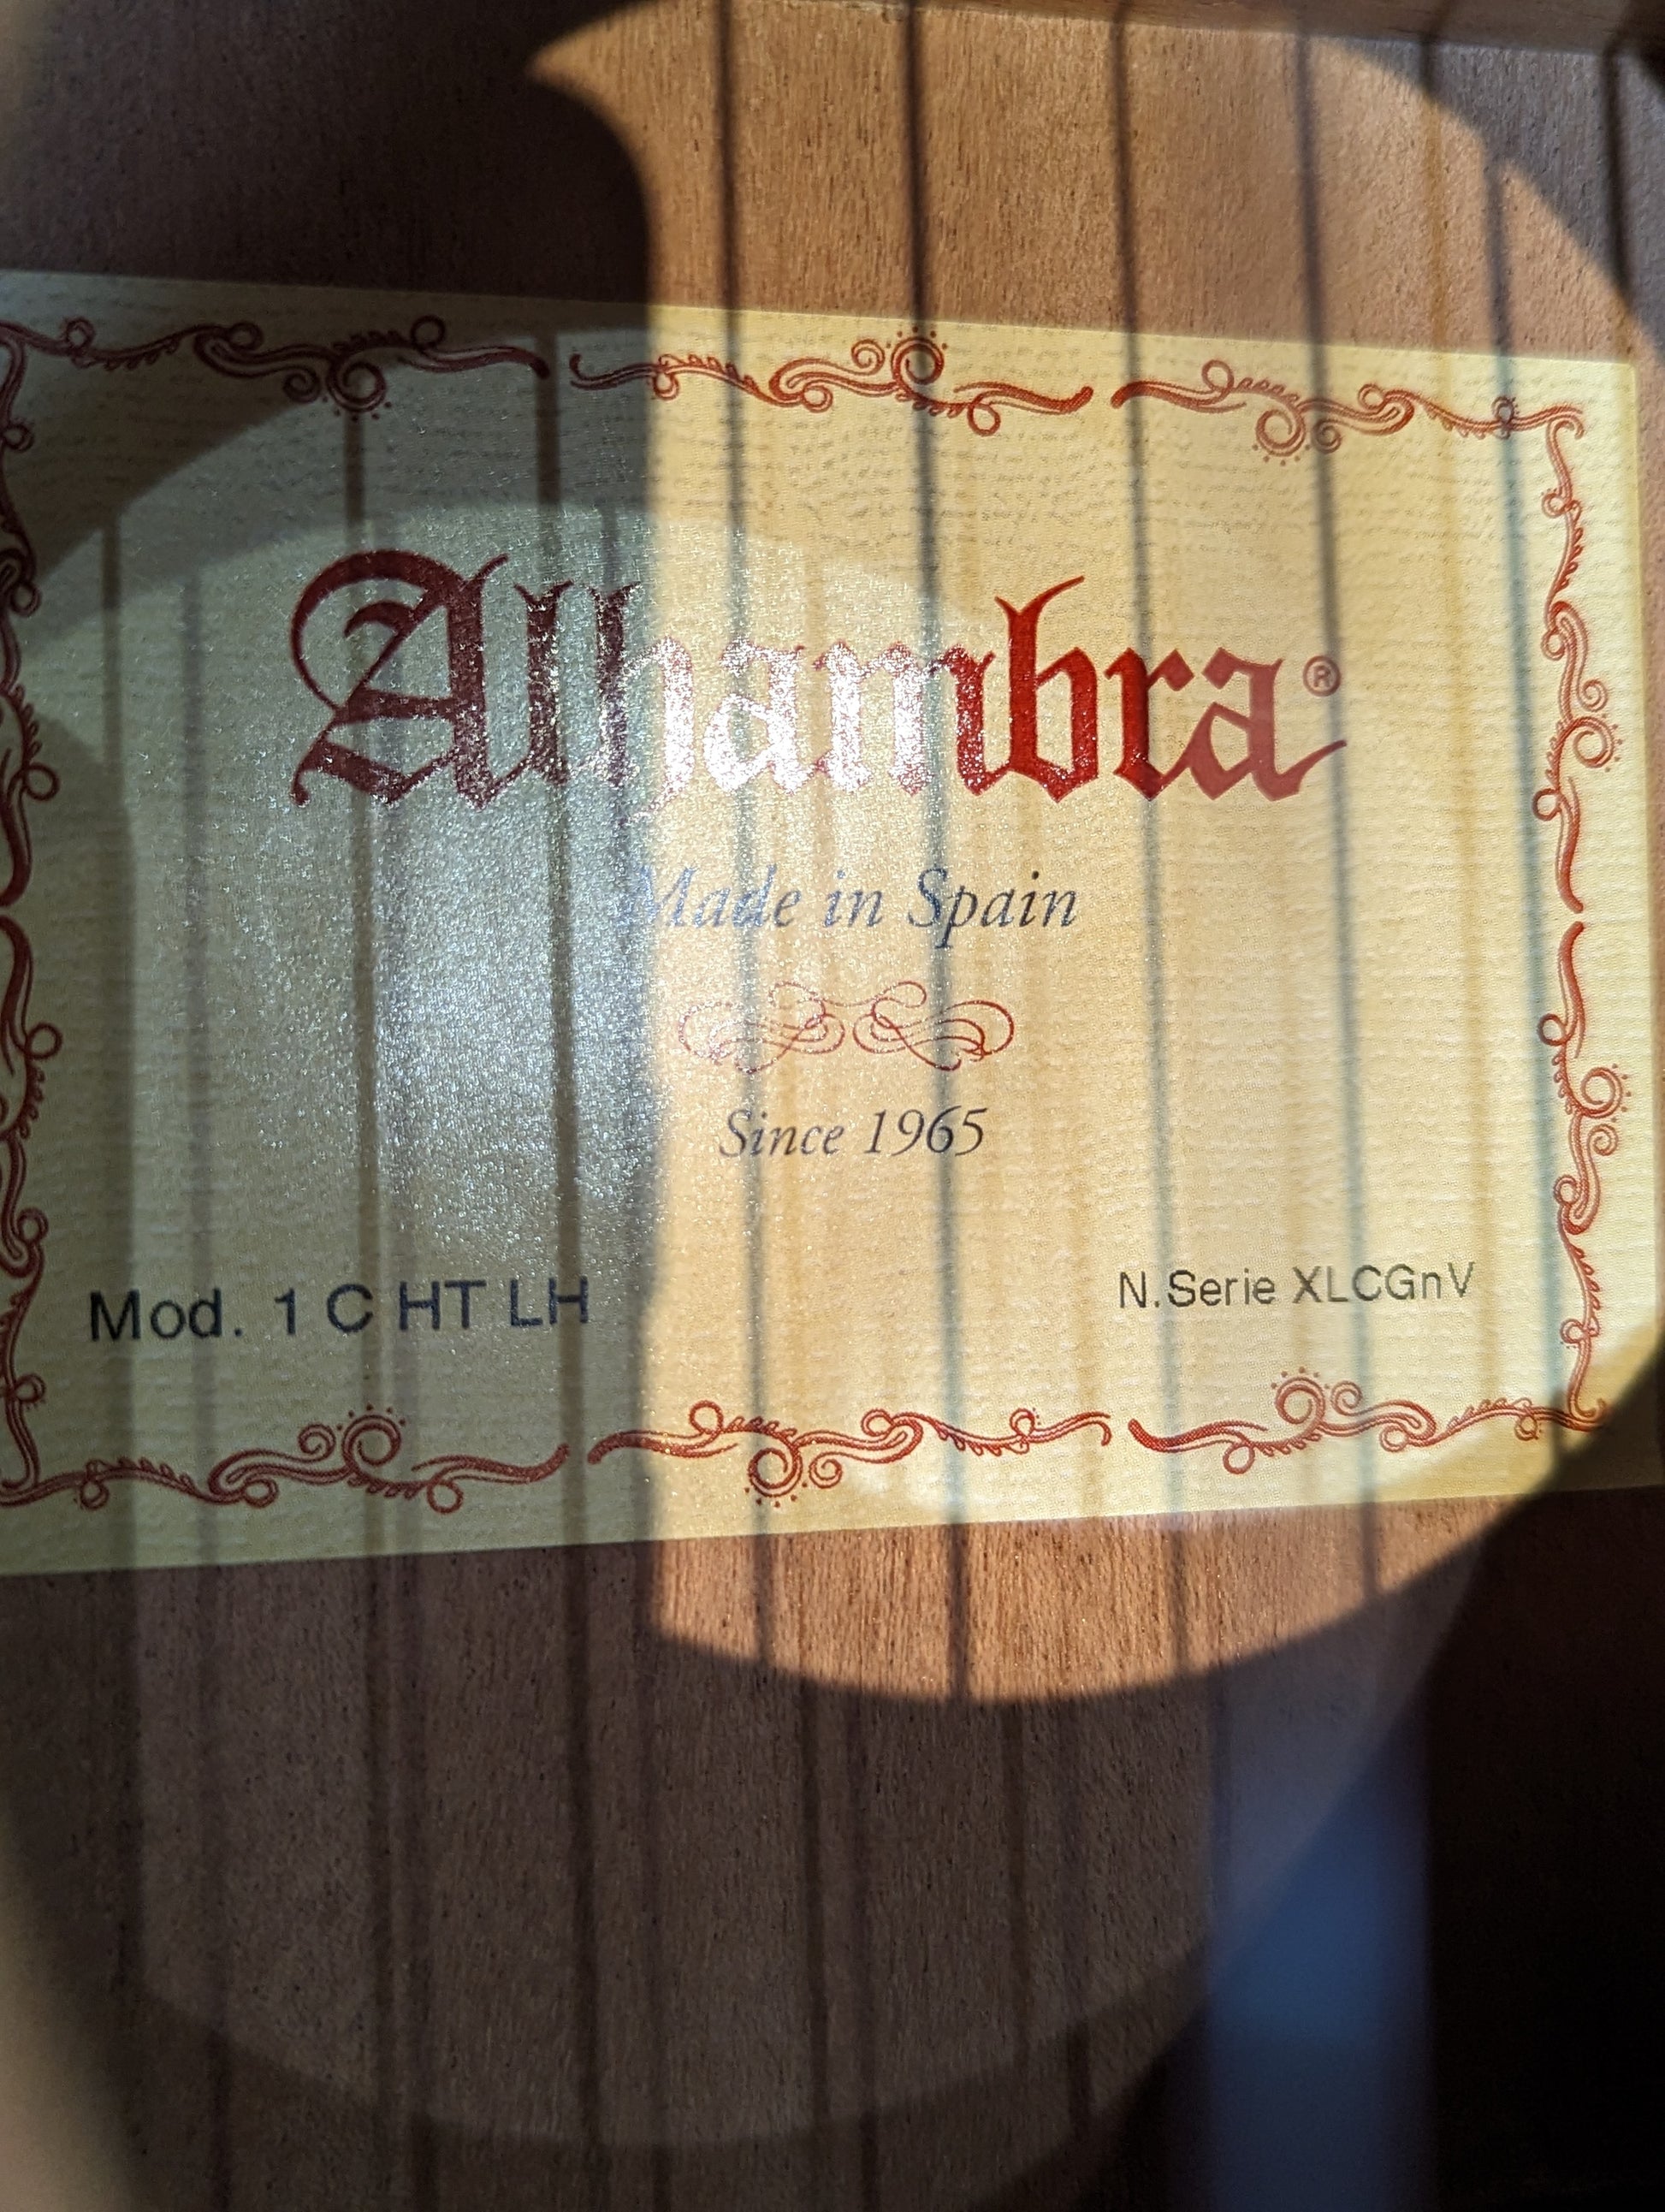 Alhambra®
Made in Spain
Since 1965
Mod. 1 C HT LH
N.Serie XLCGnV